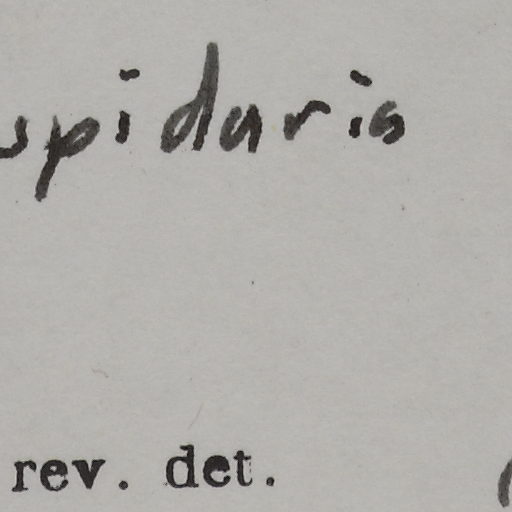 spidaris
rev. det.